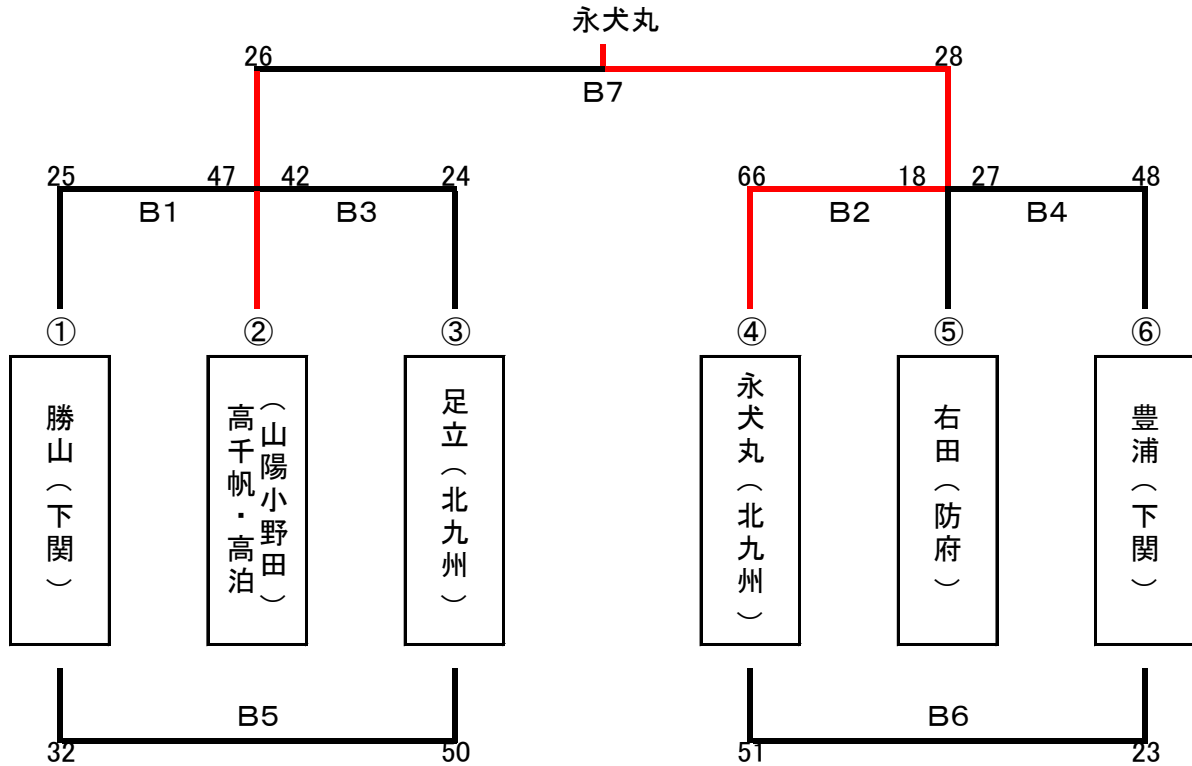 永犬丸
26 28
B7
25 47 42 24 66 18 27 48
B1 B3 B2 B4
① ② ③ ④ ⑤ ⑥
勝山（下関）
（山陽小野田）
高千帆・高泊
足立（北九州）
永犬丸（北九州）
右田（防府）
豊浦（下関）
B5 B6
32 50 51 23